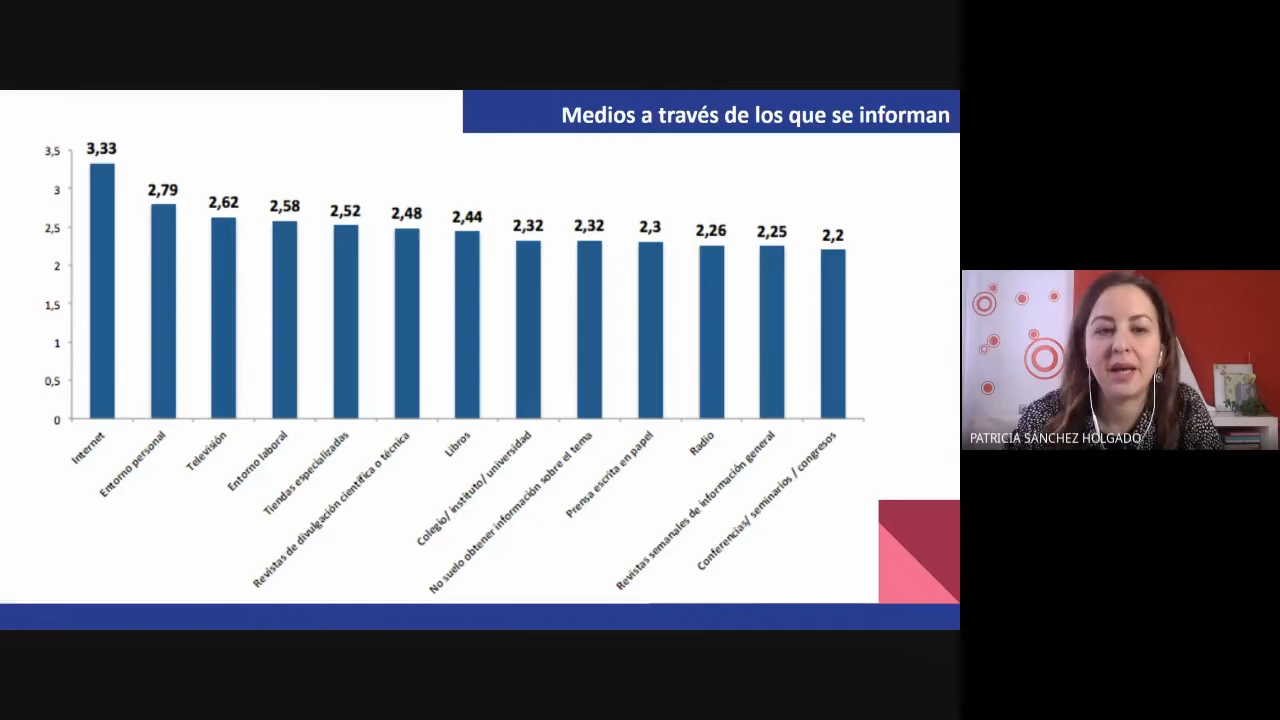 Medios a través de los que se informan
3,5
3
2,5
2
1,5
1
0,5
0
3,33
2,79
2,62
2,58
2,52
2,48
2,44
2,32
2,32
2,3
2,26
2,25
2,2
Internet
Entorno personal
Televisión
Entorno laboral
Tiendas especializadas
Revistas de divulgación científica o técnica
Libros
Colegio/ instituto/ universidad
No suelo obtener información sobre el tema
Prensa escrita en papel
Radio
Revistas semanales de información general
Conferencias/ seminarios / congresos
PATRICIA SÁNCHEZ HOLGADO